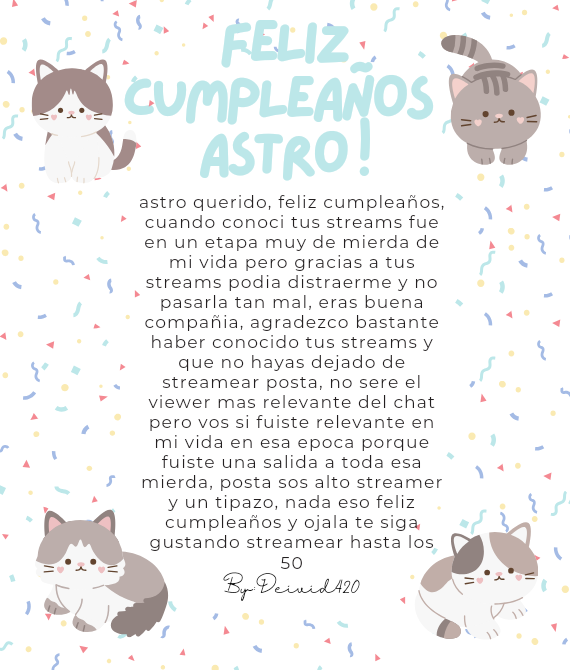 FELIZ
CUMPLEAÑOS
ASTRO!
astro querido, feliz cumpleaños,
cuando conoci tus streams fue
en un etapa muy de mierda de
mi vida pero gracias a tus
streams podia distraerme y no
pasarla tan mal, eras buena
compañia, agradezco bastante
haber conocido tus streams y
que no hayas dejado de
streamear posta, no sere el
viewer mas relevante del chat
pero vos si fuiste relevante en
mi vida en esa epoca porque
fuiste una salida a toda esa
mierda, posta sos alto streamer
y un tipazo, nada eso feliz
cumpleaños y ojala te siga
gustando streamear hasta los
50
By: Deivid420